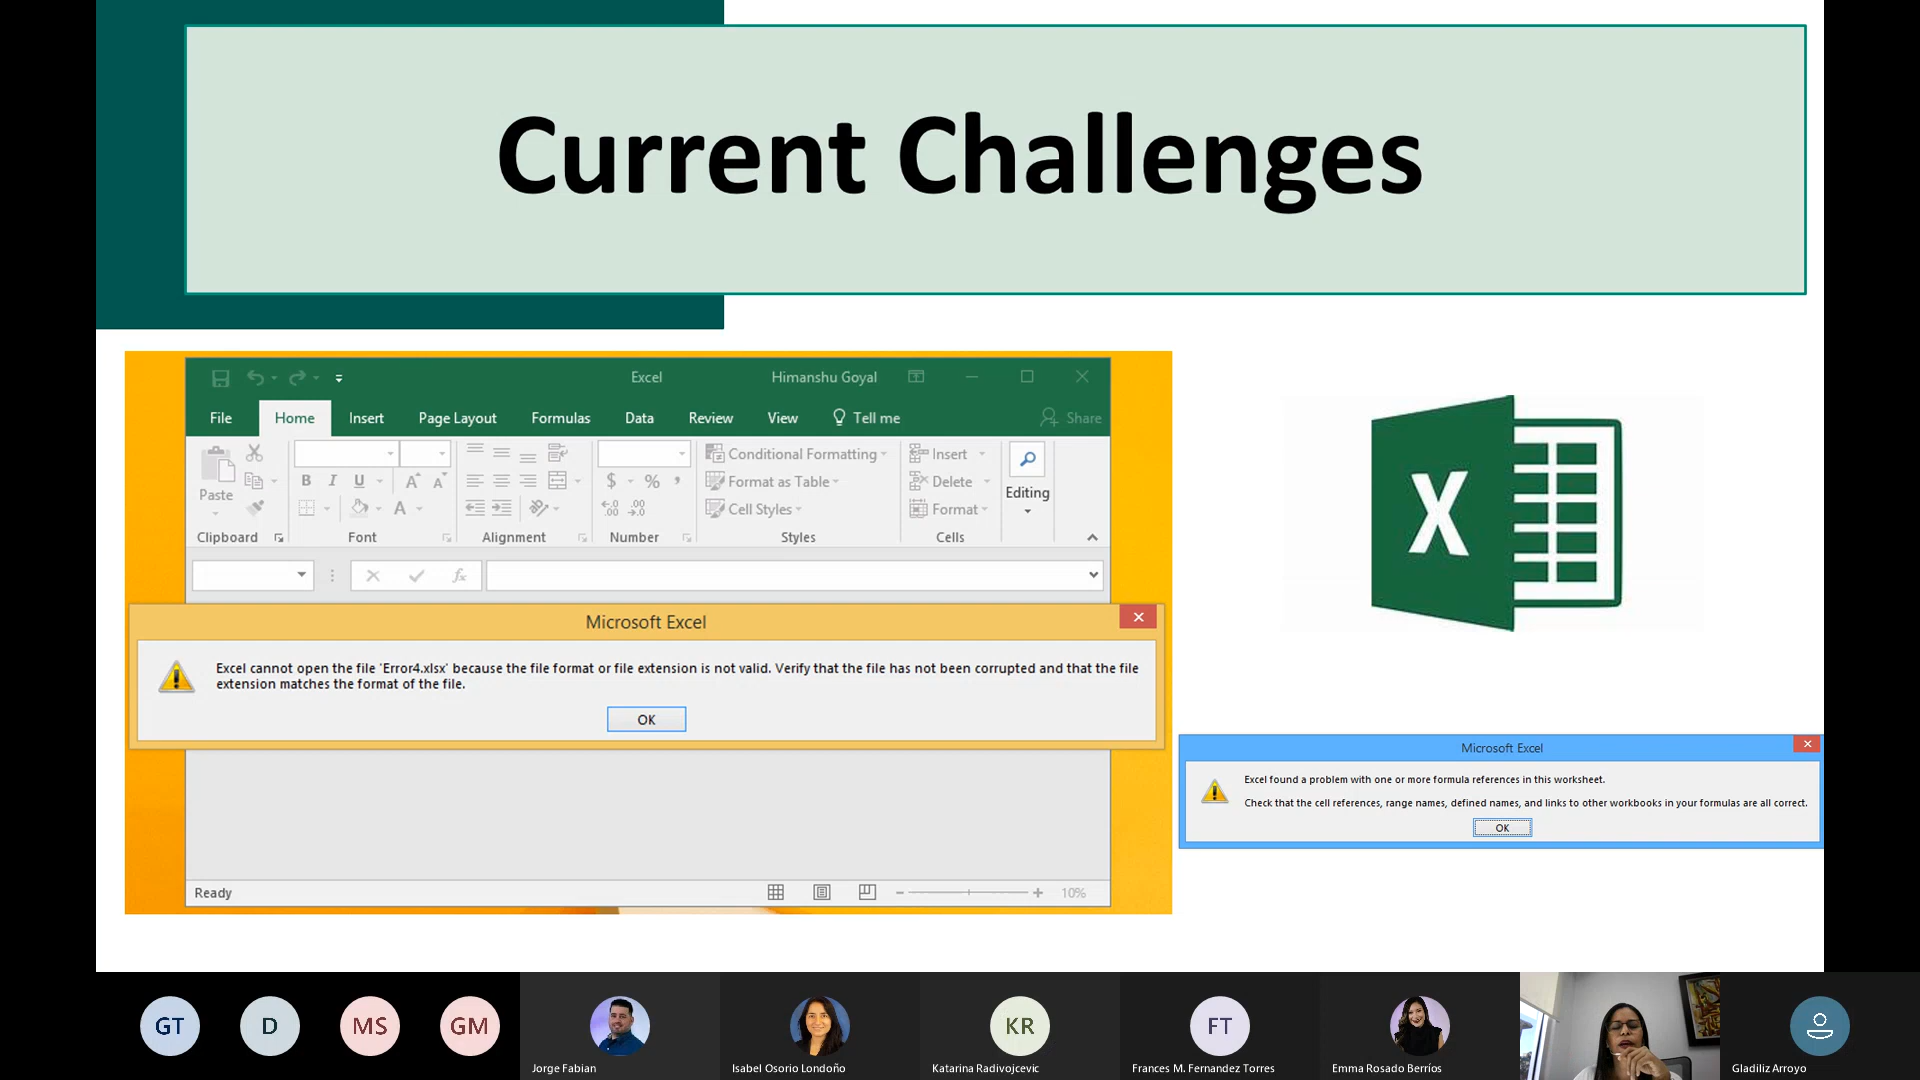 Current Challenges
Excel
Himanshu Goyal
File
Home
Insert
Page Layout
Formulas
Data
Review
View
Tell me
Share
Paste
B I U
A A
A
$ % ,
Conditional Formatting
Format as Table
Cell Styles
Insert
Delete
Format
Editing
Clipboard
Font
Alignment
Number
Styles
Cells
fx
Microsoft Excel
Excel cannot open the file 'Error4.xlsx' because the file format or file extension is not valid. Verify that the file has not been corrupted and that the file
extension matches the format of the file.
OK
Ready
10%
X
Microsoft Excel
Excel found a problem with one or more formula references in this worksheet.
Check that the cell references, range names, defined names, and links to other workbooks in your formulas are all correct.
OK
GT
D
MS
GM
KR
FT
Jorge Fabian
Isabel Osorio Londoño
Katarina Radivojcevic
Frances M. Fernandez Torres
Emma Rosado Berríos
Gladiliz Arroyo